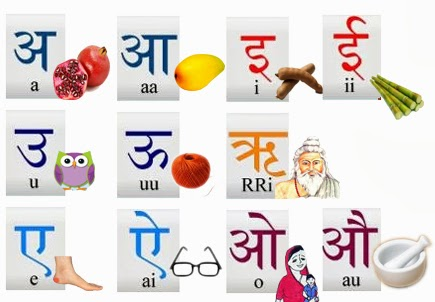 अ आ इ ई
a aa i ii
उ ऊ ऋ
u uu RRi
ए ऐ ओ औ
e ai o au